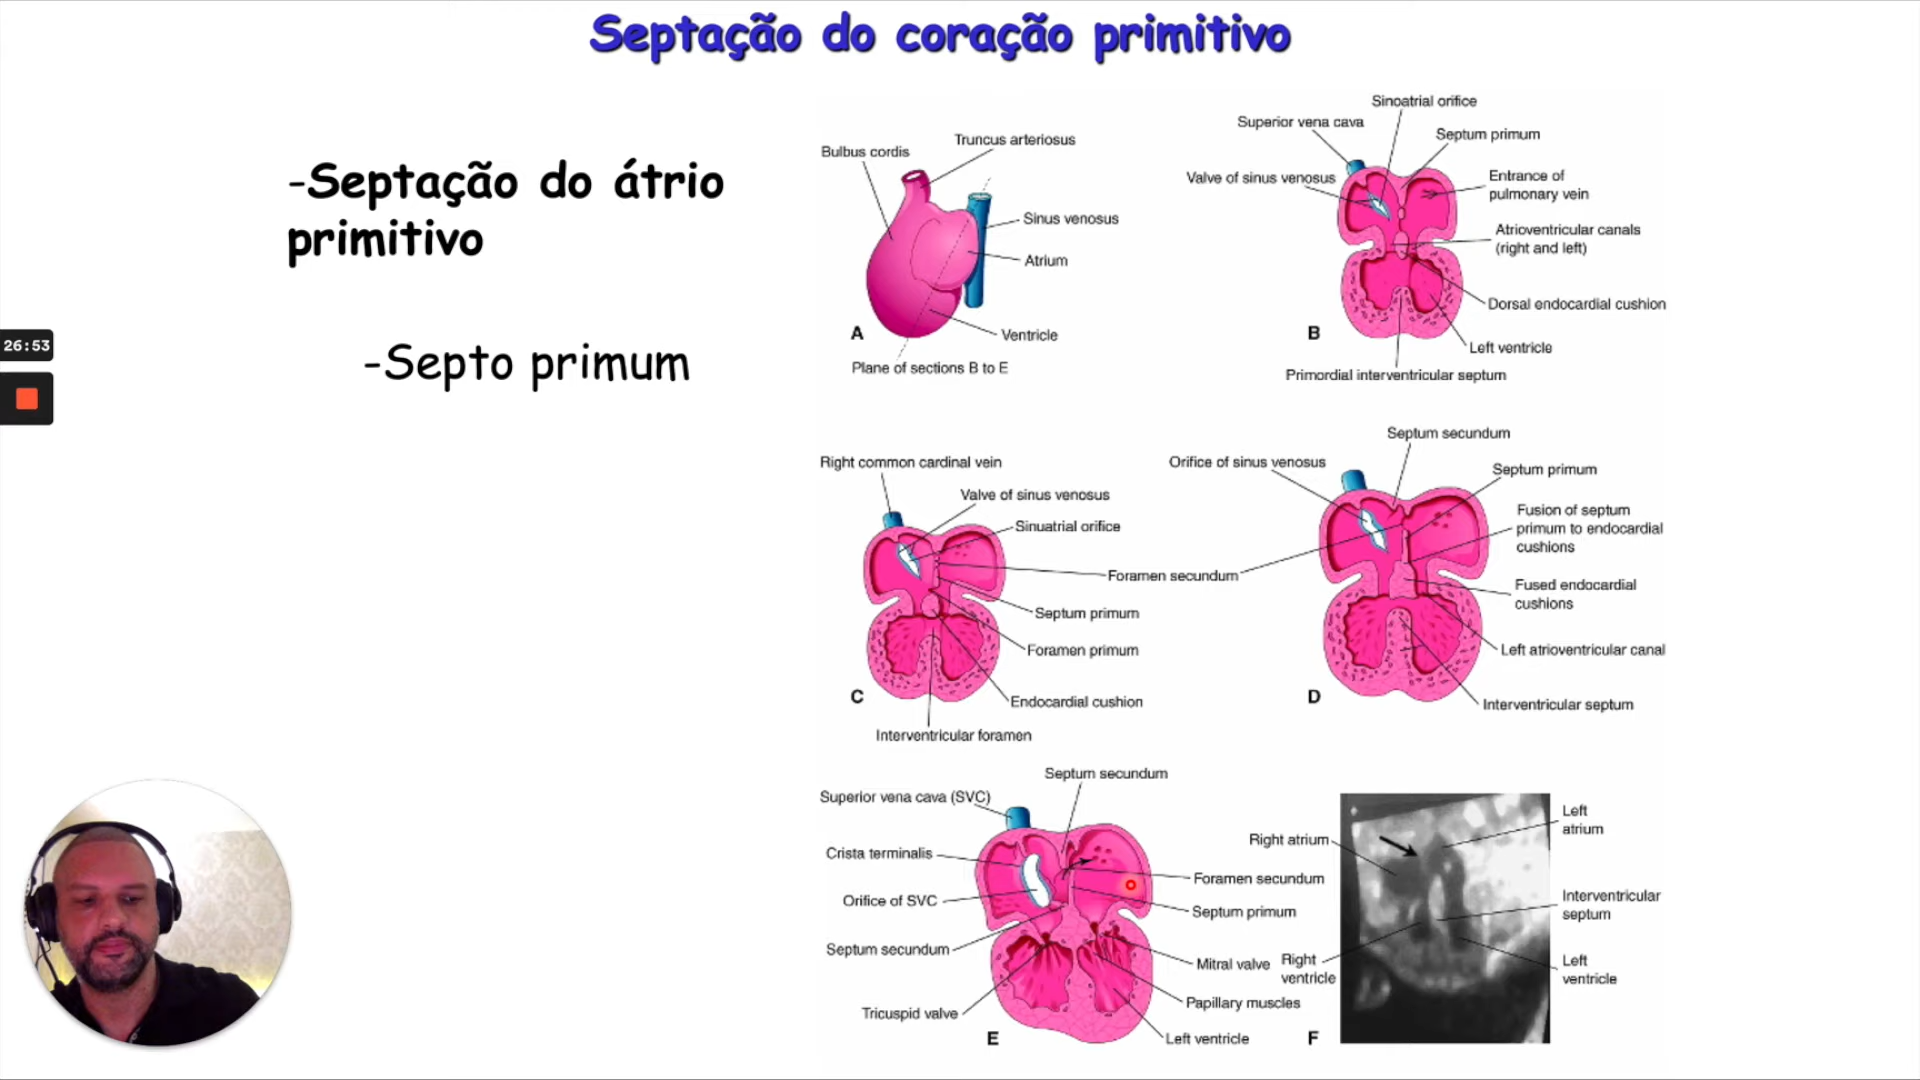 Septação do coração primitivo
-Septação do átrio
primitivo
-Septo primum
26:53
Bulbus cordis
Truncus arteriosus
Sinus venosus
Atrium
Ventricle
A
Plane of sections B to E
Sinoatrial orifice
Superior vena cava
Septum primum
Valve of sinus venosus
Entrance of
pulmonary vein
Atrioventricular canals
(right and left)
Dorsal endocardial cushion
B
Left ventricle
Primordial interventricular septum
Right common cardinal vein
Valve of sinus venosus
Sinuatrial orifice
Foramen secundum
Septum primum
Foramen primum
C
Endocardial cushion
Interventricular foramen
Septum secundum
Orifice of sinus venosus
Septum primum
Fusion of septum
primum to endocardial
cushions
Fused endocardial
cushions
Left atrioventricular canal
D
Interventricular septum
Septum secundum
Superior vena cava (SVC)
Crista terminalis
Orifice of SVC
Septum secundum
Tricuspid valve
Foramen secundum
Septum primum
Mitral valve
Papillary muscles
Left ventricle
E
Right atrium
Left
atrium
Interventricular
septum
Right
ventricle
Left
ventricle
F